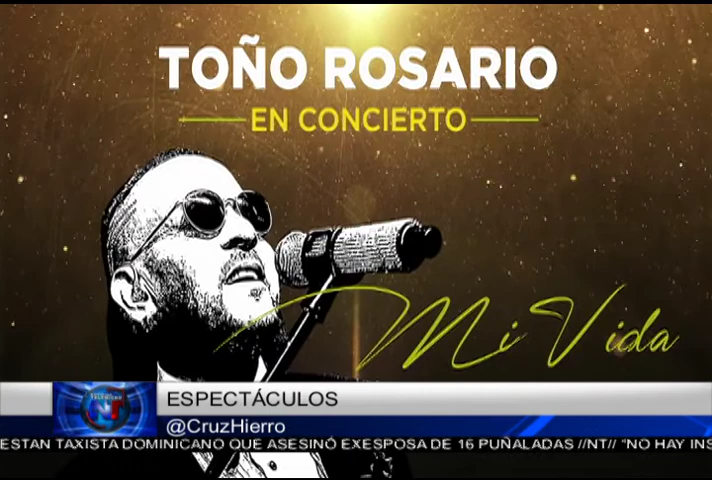 TOÑO ROSARIO
EN CONCIERTO
Mi Vida
NT
ESPECTÁCULOS
@CruzHierro
ESTAN TAXISTA DOMINICANO QUE ASESINÓ EXESPOSA DE 16 PUÑALADAS //NT// "NO HAY INS